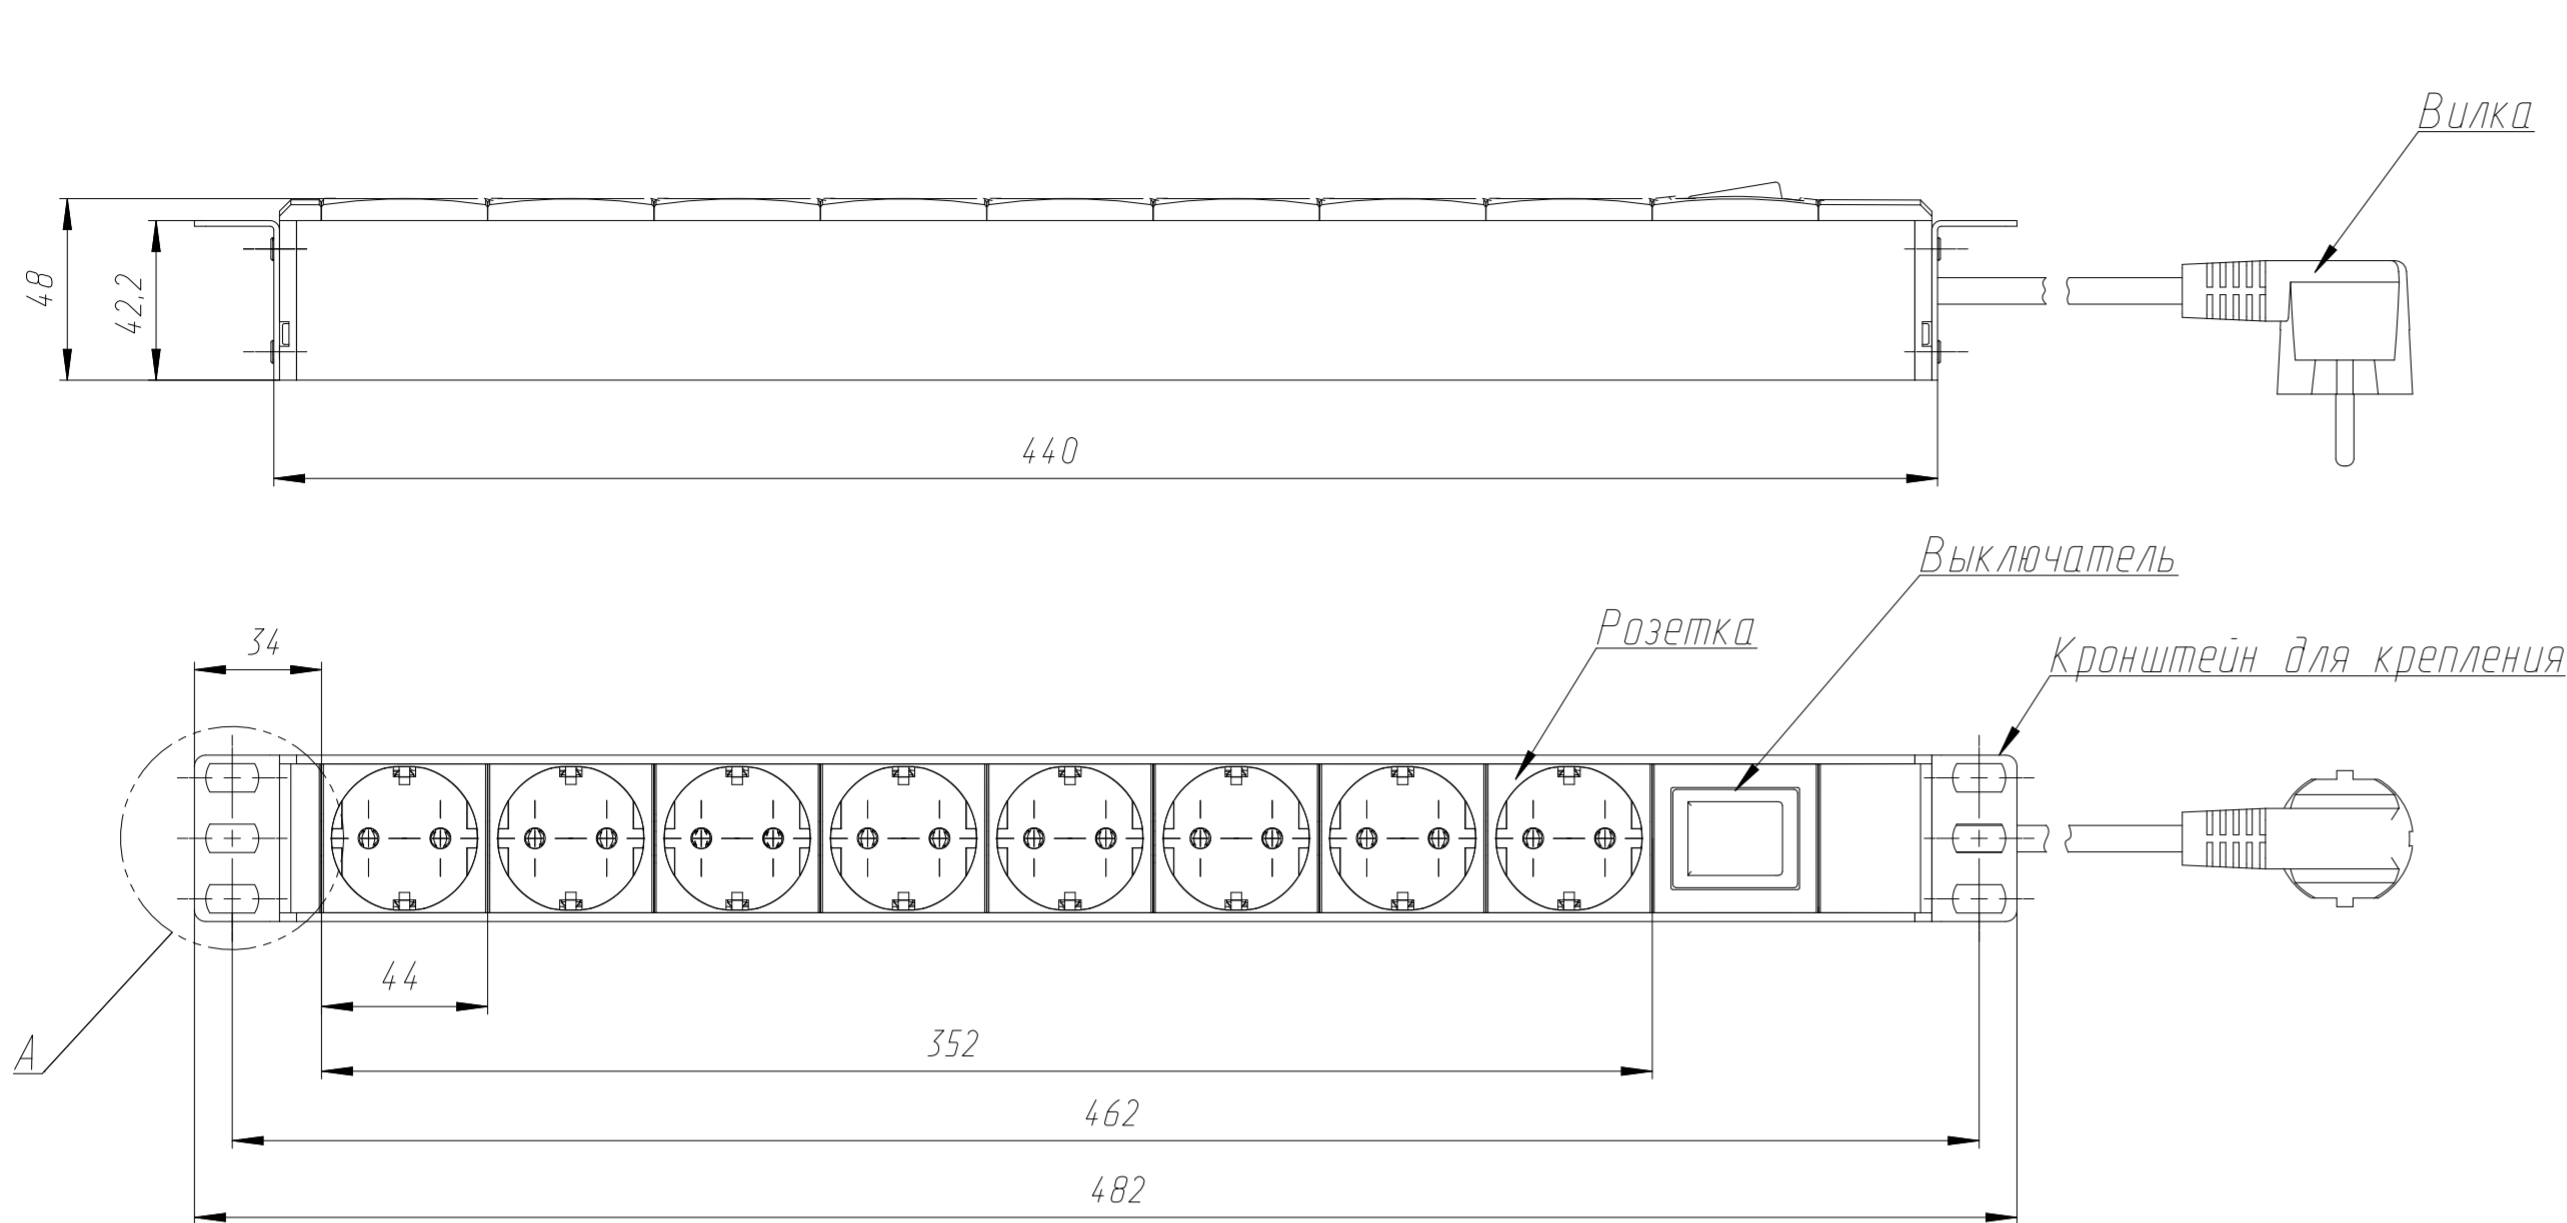 Вилка
48
42,2
440
Выключатель
Розетка
34
Кронштейн для крепления
44
А
352
462
482